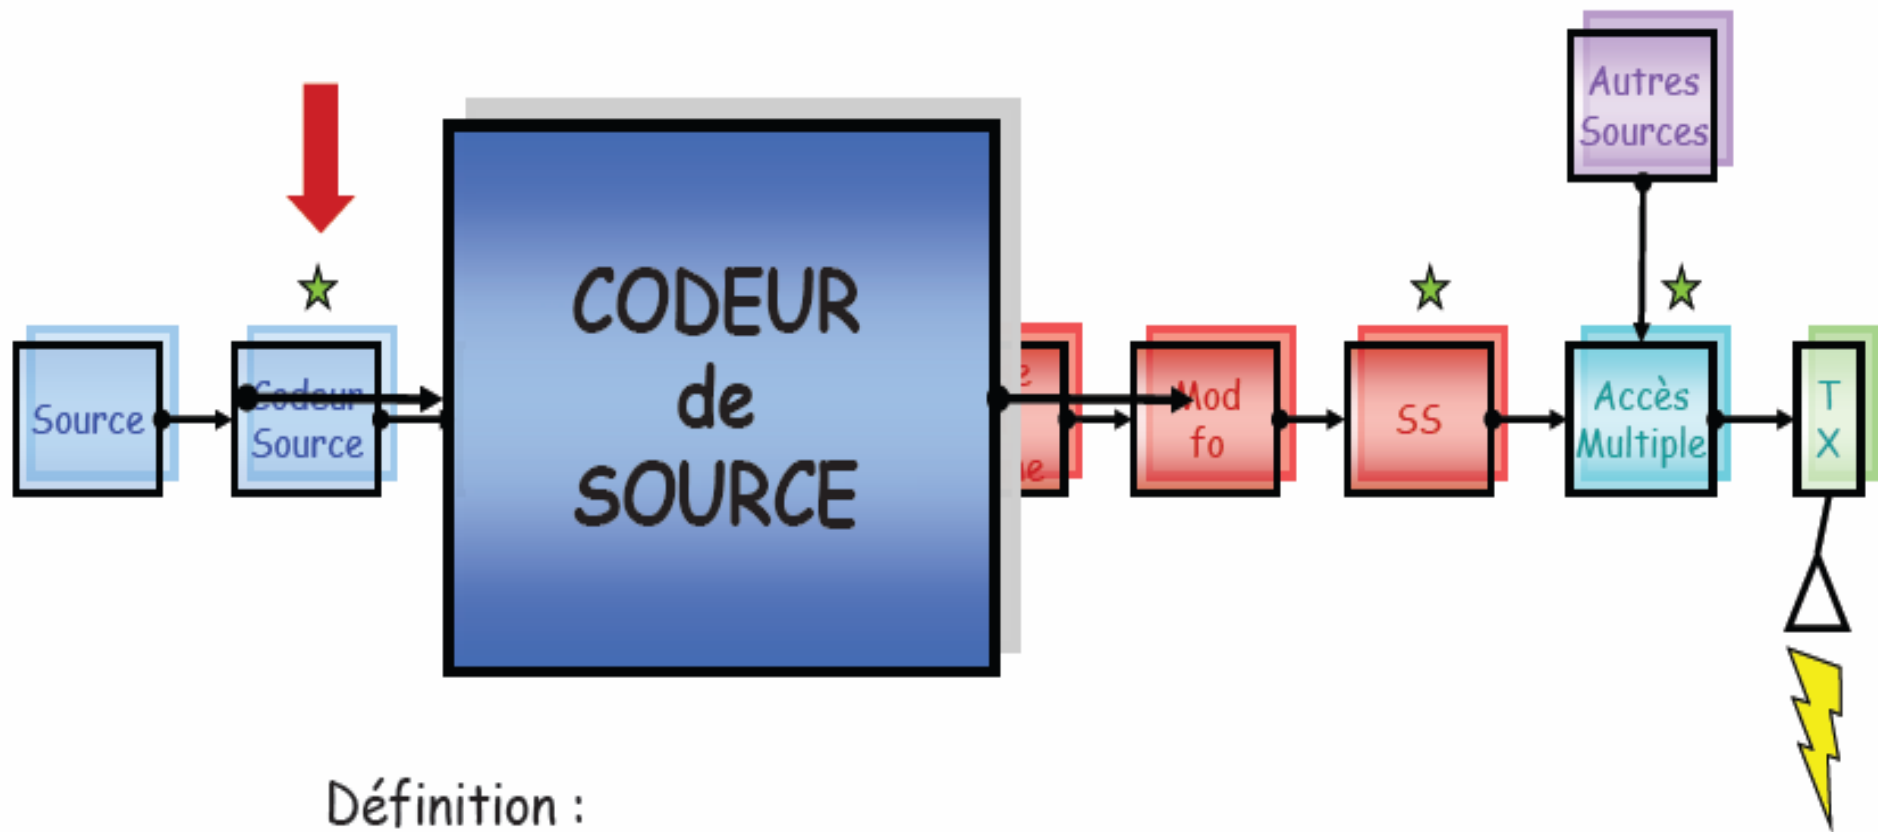 Autres
Sources
CODEUR
de
SOURCE
Source
Codeur
Source
Mod
fo
SS
Accès
Multiple
T
X
Définition :